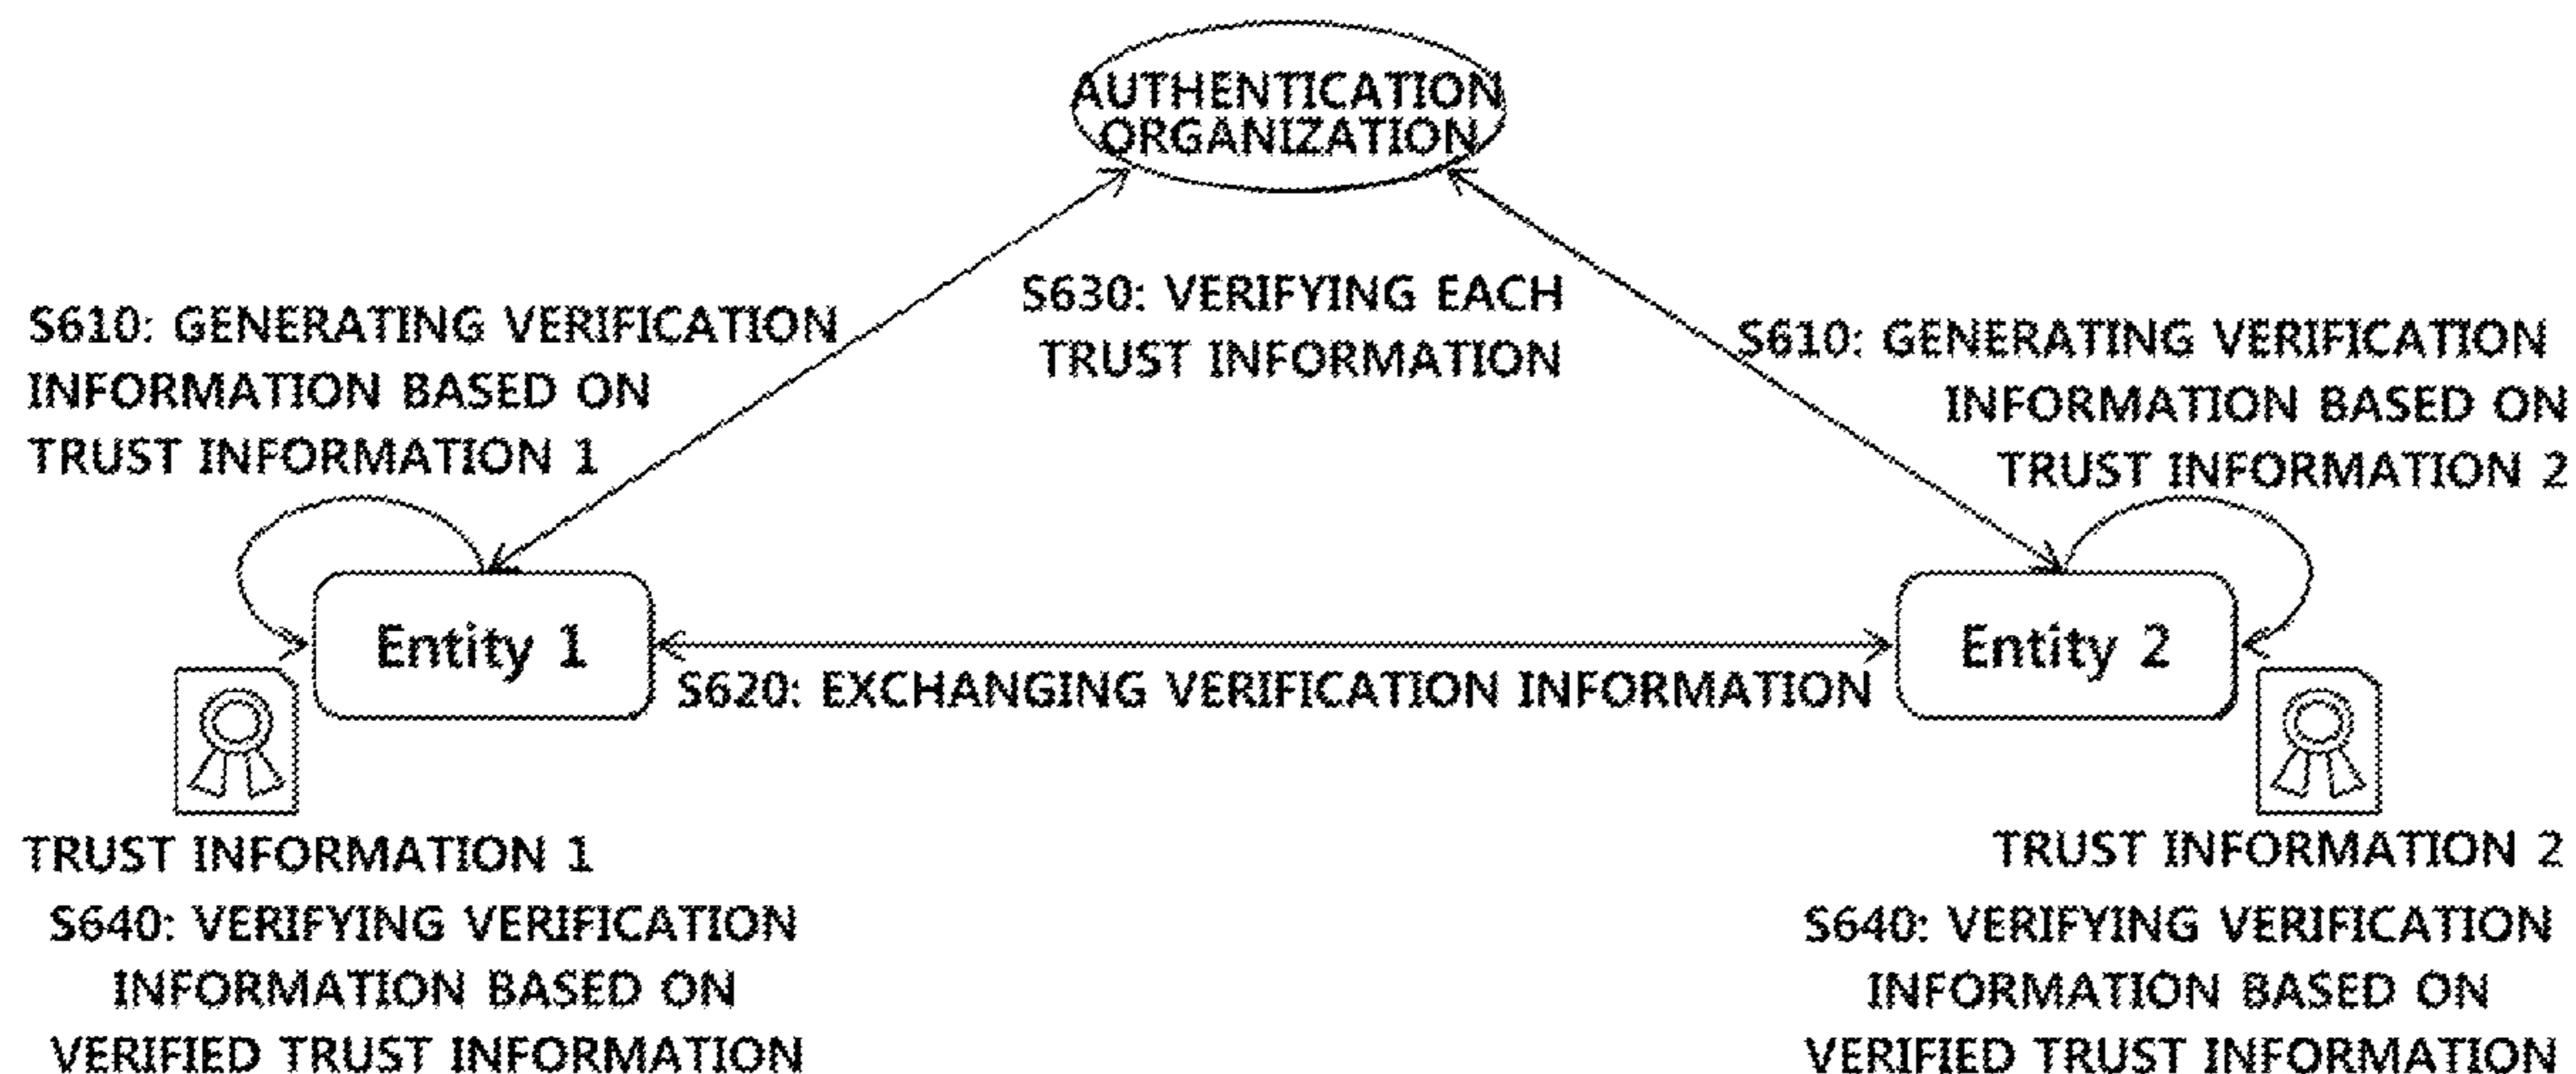 AUTHENTICATION
ORGANIZATION
S630: VERIFYING EACH
TRUST INFORMATION
S610: GENERATING VERIFICATION
INFORMATION BASED ON
TRUST INFORMATION 1
S610: GENERATING VERIFICATION
INFORMATION BASED ON
TRUST INFORMATION 2
Entity 1
Entity 2
S620: EXCHANGING VERIFICATION INFORMATION
TRUST INFORMATION 1
S640: VERIFYING VERIFICATION
INFORMATION BASED ON
VERIFIED TRUST INFORMATION
TRUST INFORMATION 2
S640: VERIFYING VERIFICATION
INFORMATION BASED ON
VERIFIED TRUST INFORMATION